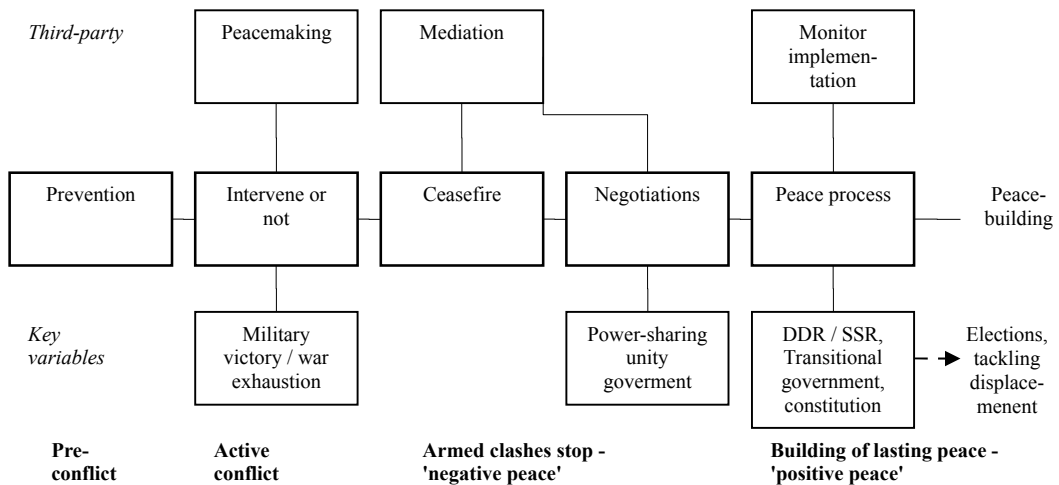 Third-party
Peacemaking
Mediation
Monitor
implemen-
tation
Prevention
Intervene or
not
Ceasefire
Negotiations
Peace process
Peace-
building
Key
variables
Military
victory / war
exhaustion
Power-sharing
unity
goverment
DDR / SSR,
Transitional
government,
constitution
Elections,
tackling
displace-
menent
Pre-
conflict
Active
conflict
Armed clashes stop -
'negative peace'
Building of lasting peace -
'positive peace'